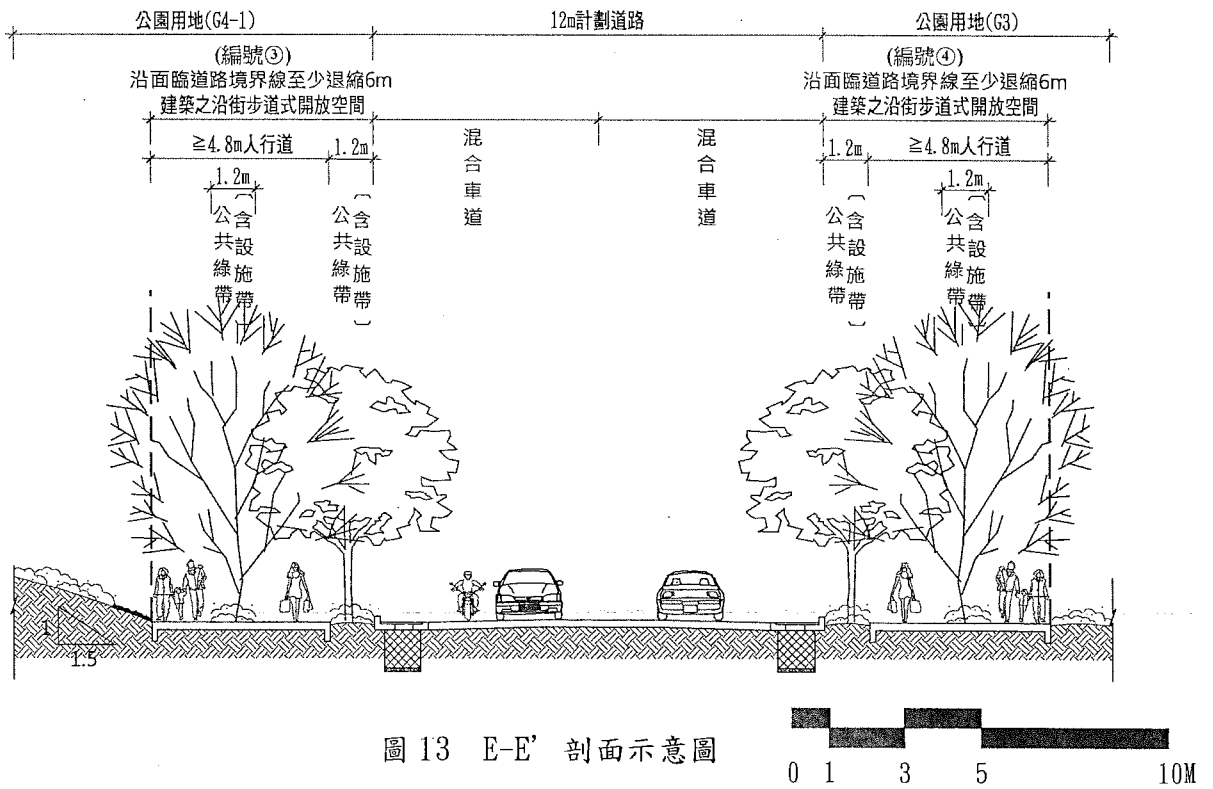 公園用地(G4-1)
12m計劃道路
公園用地(G3)
(編號③)
沿面臨道路境界線至少退縮6m
建築之沿街步道式開放空間
(編號④)
沿面臨道路境界線至少退縮6m
建築之沿街步道式開放空間
≧4.8m人行道
1.2m
混合車道
混合車道
1.2m
≧4.8m人行道
1.2m
公共綠帶
(含設施帶)
公共綠帶
(含設施帶)
公共綠帶
(含設施帶)
1.2m
公共綠帶
(含設施帶)
1
1.5
圖 13 E-E' 剖面示意圖
0 1 3 5 10M